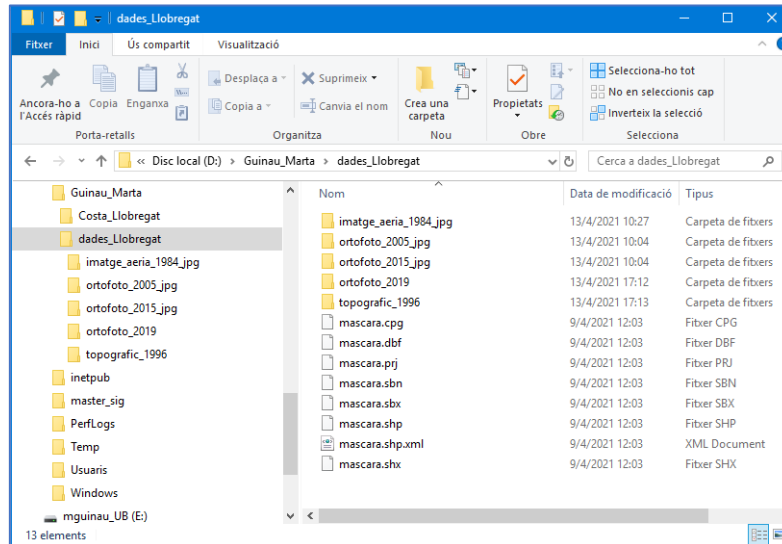 dades_Llobregat
Fitxer Inici Ús compartit Visualització
Ancora-ho a l'Accés ràpid
Copia
Enganxa
Desplaça a
Copia a
Suprimeix
Canvia el nom
Crea una carpeta
Propietats
Selecciona-ho tot
No en seleccionis cap
Inverteix la selecció
Porta-retalls Organitza Nou Obre Selecciona
« Disc local (D:) > Guinau_Marta > dades_Llobregat
Cerca a dades_Llobregat
Guinau_Marta
Costa_Llobregat
dades_Llobregat
imatge_aeria_1984_jpg
ortofoto_2005_jpg
ortofoto_2015_jpg
ortofoto_2019
topografic_1996
inetpub
master_sig
PerfLogs
Temp
Usuaris
Windows
mguinau_UB (E:)
Nom Data de modificació Tipus
imatge_aeria_1984_jpg 13/4/2021 10:27 Carpeta de fitxers
ortofoto_2005_jpg 13/4/2021 10:04 Carpeta de fitxers
ortofoto_2015_jpg 13/4/2021 10:04 Carpeta de fitxers
ortofoto_2019 13/4/2021 17:12 Carpeta de fitxers
topografic_1996 13/4/2021 17:13 Carpeta de fitxers
mascara.cpg 9/4/2021 12:03 Fitxer CPG
mascara.dbf 9/4/2021 12:03 Fitxer DBF
mascara.prj 9/4/2021 12:03 Fitxer PRJ
mascara.sbn 9/4/2021 12:03 Fitxer SBN
mascara.sbx 9/4/2021 12:03 Fitxer SBX
mascara.shp 9/4/2021 12:03 Fitxer SHP
mascara.shp.xml 9/4/2021 12:03 XML Document
mascara.shx 9/4/2021 12:03 Fitxer SHX
13 elements